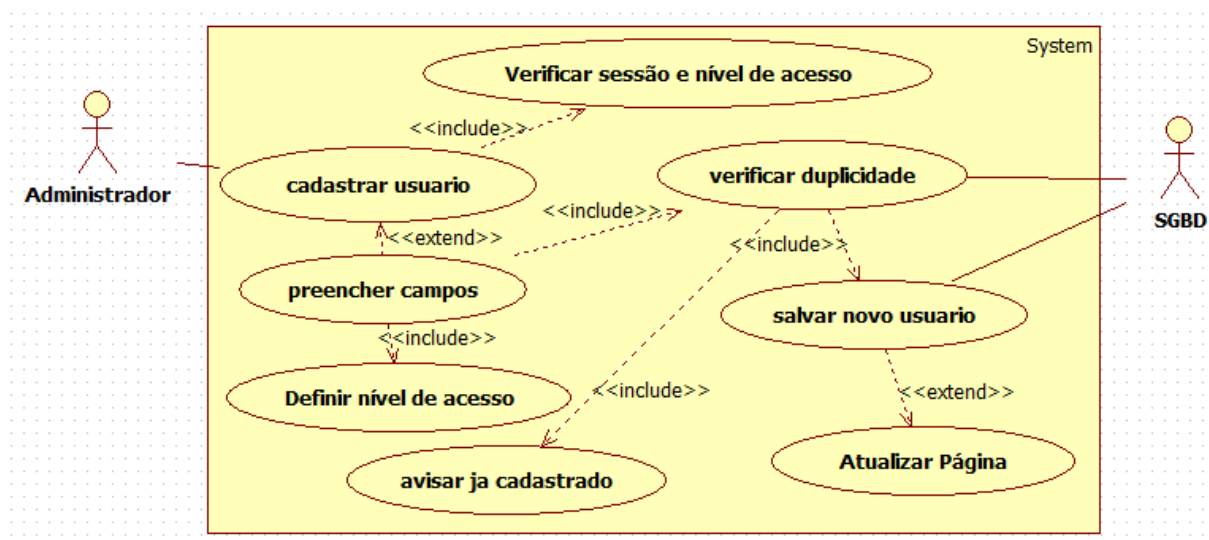 System
Verificar sessão e nível de acesso
<<include>>
Administrador
cadastrar usuario
verificar duplicidade
SGBD
<<include>>
<<extend>>
<<include>>
preencher campos
salvar novo usuario
<<include>>
Definir nível de acesso
<<include>>
<<extend>>
avisar ja cadastrado
Atualizar Página